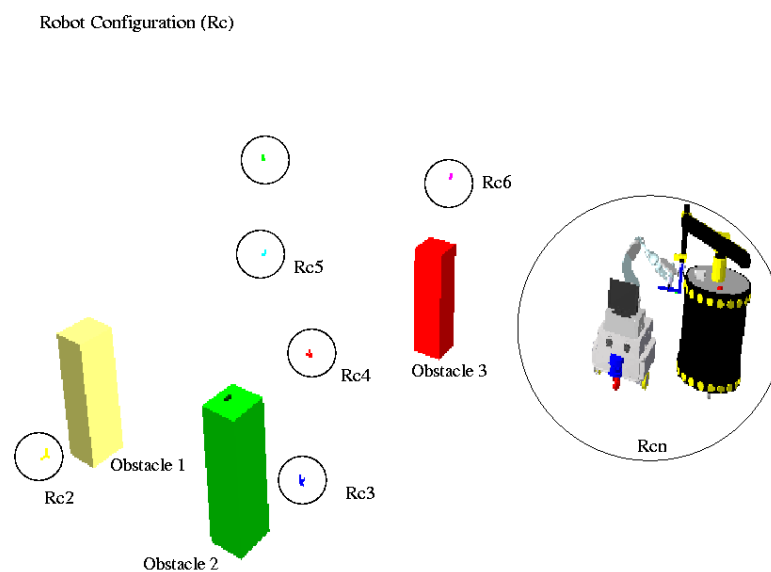 Robot Configuration (Rc)
Rc6
Rc5
Rc4
Obstacle 3
Rcn
Obstacle 1
Rc2
Rc3
Obstacle 2